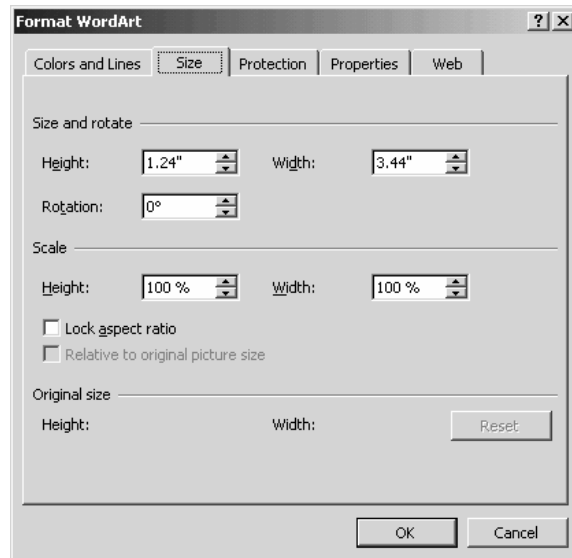 Format WordArt
Colors and Lines Size Protection Properties Web
Size and rotate
Height: 1.24" Width: 3.44"
Rotation: 0°
Scale
Height: 100 % Width: 100 %
Lock aspect ratio
Relative to original picture size
Original size
Height: Width: Reset
OK Cancel